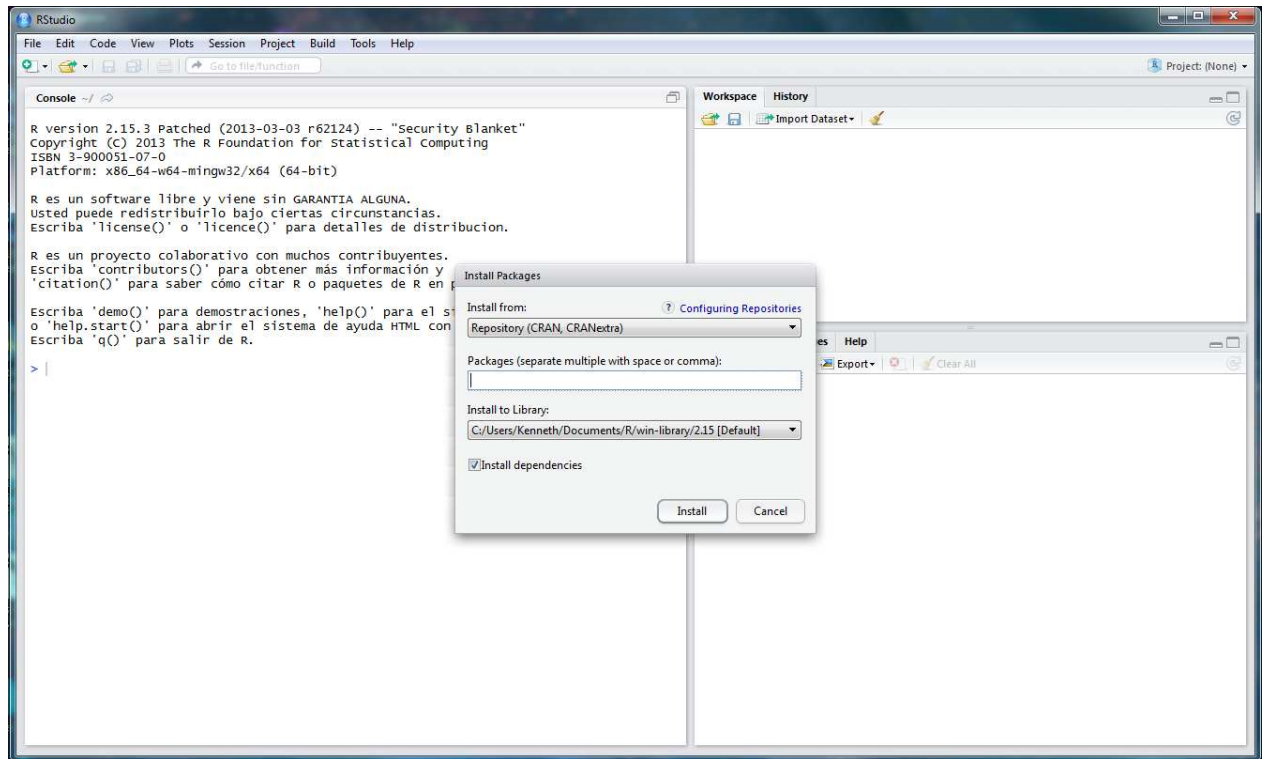 RStudio
File Edit Code View Plots Session Project Build Tools Help
Go to file/function
Project: (None)
Console ~/
R version 2.15.3 Patched (2013-03-03 r62124) -- "Security Blanket"
Copyright (C) 2013 The R Foundation for Statistical Computing
ISBN 3-900051-07-0
Platform: x86_64-w64-mingw32/x64 (64-bit)
R es un software libre y viene sin GARANTIA ALGUNA.
Usted puede redistribuirlo bajo ciertas circunstancias.
Escriba 'license()' o 'licence()' para detalles de distribucion.
R es un proyecto colaborativo con muchos contribuyentes.
Escriba 'contributors()' para obtener más información y
'citation()' para saber cómo citar R o paquetes de R en
Escriba 'demo()' para demostraciones, 'help()' para el
o 'help.start()' para abrir el sistema de ayuda HTML con
Escriba 'q()' para salir de R.
>
Workspace History
Import Dataset
Install Packages
Install from:
? Configuring Repositories
Repository (CRAN, CRANextra)
Packages (separate multiple with space or comma):
Install to Library:
C:/Users/Kenneth/Documents/R/win-library/2.15 [Default]
Install dependencies
Install Cancel
es Help
Export Clear All